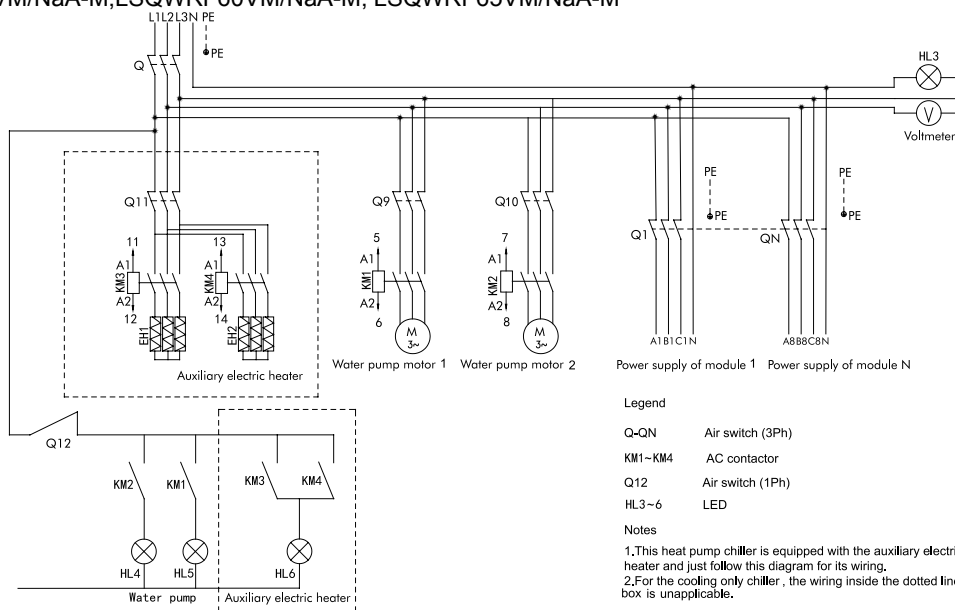 VM/NaA-M,LSQWRF60VM/NaA-M, LSQWRF65VM/NaA-M
L1L2L3N PE
PE
Q
HL3
V
Voltmeter
Q11
Q9
Q10
PE
PE
Q1
PE
PE
QN
11
13
5
7
A1
A1
A1
A1
KM3
KM4
KM1
KM2
A2
A2
A2
A2
12
14
6
8
EH1
EH2
M
3~
M
3~
A1B1C1N
A8B8C8N
Auxiliary electric heater
Water pump motor 1
Water pump motor 2
Power supply of module 1
Power supply of module N
Q12
KM2
KM1
KM3
KM4
HL4
HL5
HL6
Water pump
Auxiliary electric heater
Legend
Q-QN Air switch (3Ph)
KM1~KM4 AC contactor
Q12 Air switch (1Ph)
HL3~6 LED
Notes
1.This heat pump chiller is equipped with the auxiliary electri
heater and just follow this diagram for its wiring.
2.For the cooling only chiller , the wiring inside the dotted line
box is unapplicable.